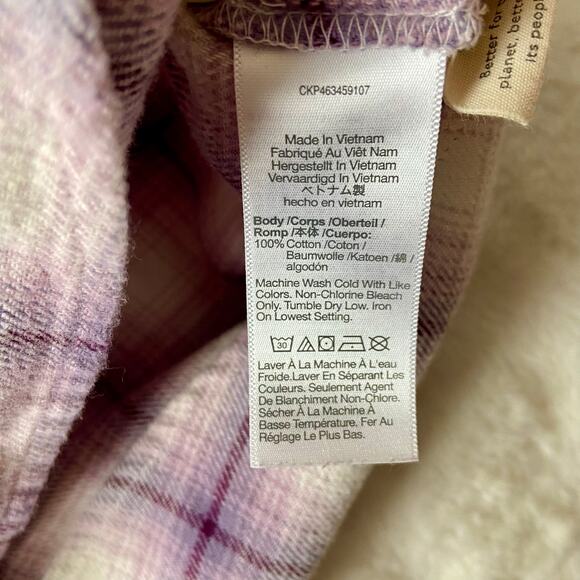 CKP463459107
Made In Vietnam
Fabriqué Au Viêt Nam
Hergestellt In Vietnam
Vervaardigd In Vietnam
ベトナム製
hecho en vietnam
Body /Corps /Oberteil /
Romp /本体 /Cuerpo:
100% Cotton /Coton /
Baumwolle /Katoen /綿 /
algodón
Machine Wash Cold With Like
Colors. Non-Chlorine Bleach
Only. Tumble Dry Low. Iron
On Lowest Setting.
30
Laver À La Machine À L'eau
Froide.Laver En Séparant Les
Couleurs. Seulement Agent
De Blanchiment Non-Chlore.
Sécher À La Machine À
Basse Température. Fer Au
Réglage Le Plus Bas.
Better for
planet, bette
its people